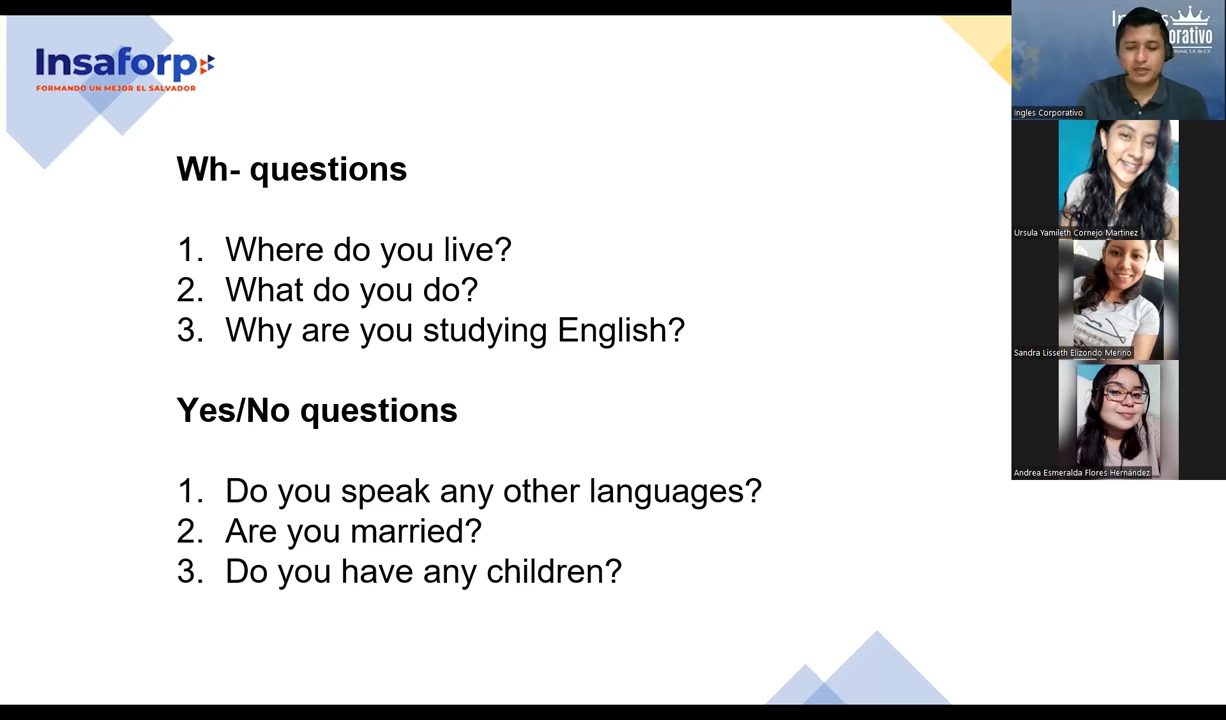 Insaforp
FORMANDO UN MEJOR EL SALVADOR
Wh- questions
1. Where do you live?
2. What do you do?
3. Why are you studying English?
Yes/No questions
1. Do you speak any other languages?
2. Are you married?
3. Do you have any children?
Ingles Corporativo
Ursula Yamileth Cornejo Martinez
Sandra Lisseth Elizondo Merino
Andrea Esmeralda Flores Hernández